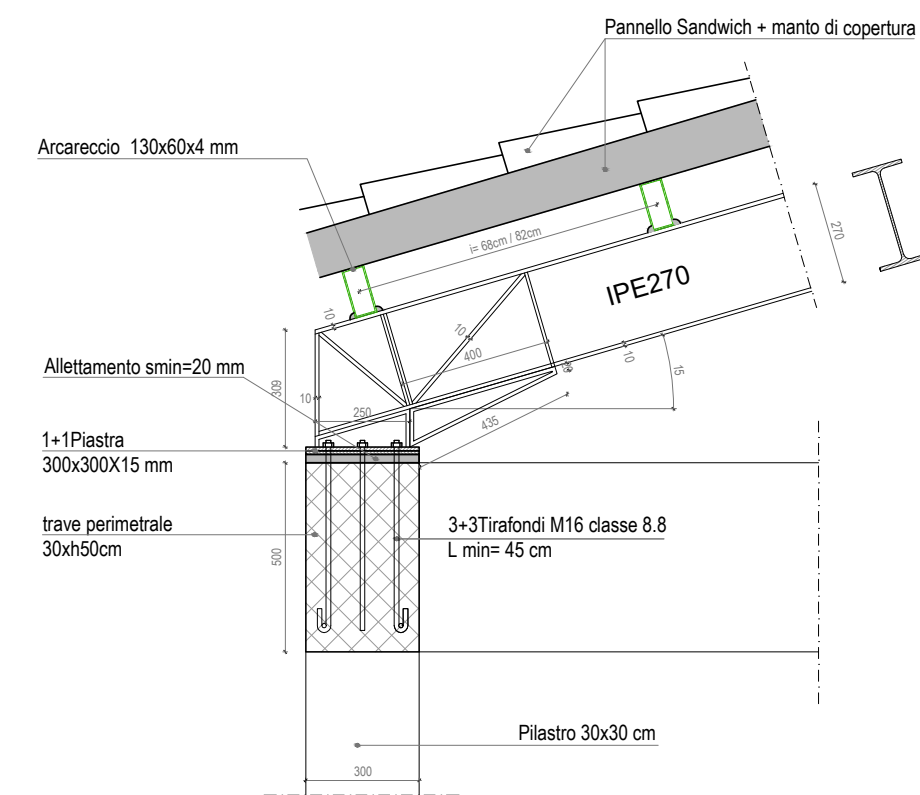 Pannello Sandwich + manto di copertura
Arcareccio 130x60x4 mm
i= 68cm / 82cm
270
IPE270
10
10
400
Allettamento smin=20 mm
309
10
250
10
15
435
1+1Piastra
300x300X15 mm
trave perimetrale
30xh50cm
3+3Tirafondi M16 classe 8.8
L min= 45 cm
500
Pilastro 30x30 cm
300